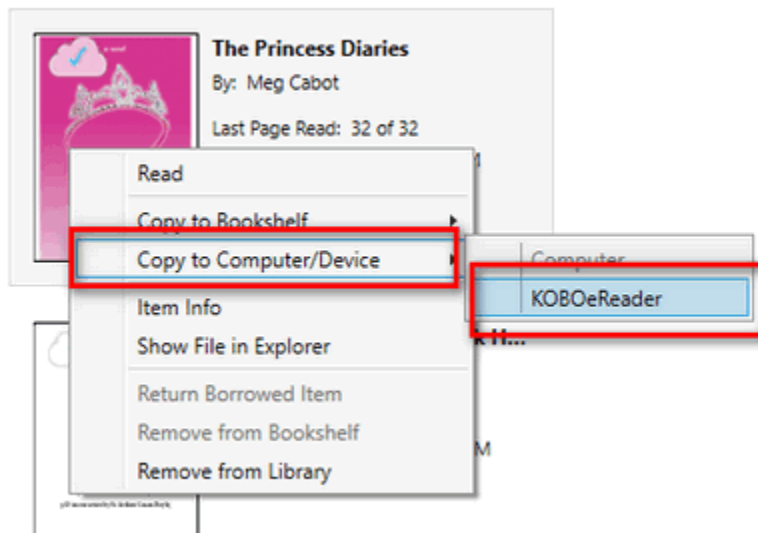 a novel
The Princess Diaries
By: Meg Cabot
Last Page Read: 32 of 32
Read
Copy to Bookshelf
Copy to Computer/Device
Computer
KOBOeReader
Item Info
Show File in Explorer
Return Borrowed Item
Remove from Bookshelf
M
Remove from Library